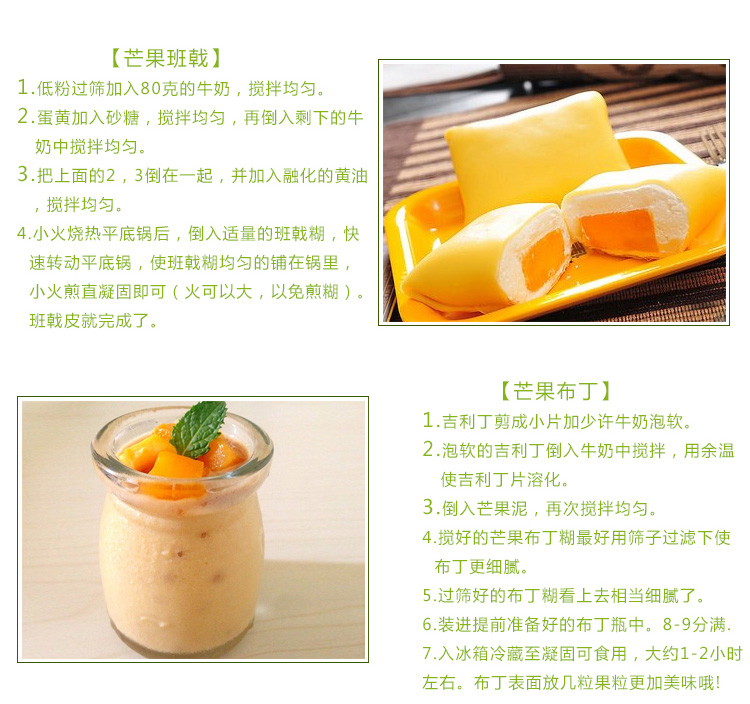 【芒果班戟】
1.低粉过筛加入80克的牛奶，搅拌均匀。
2.蛋黄加入砂糖，搅拌均匀，再倒入剩下的牛
奶中搅拌均匀。
3.把上面的2，3倒在一起，并加入融化的黄油
，搅拌均匀。
4.小火烧热平底锅后，倒入适量的班戟糊，快
速转动平底锅，使班戟糊均匀的铺在锅里，
小火煎直凝固即可（火可以大，以免煎糊）。
班戟皮就完成了。
【芒果布丁】
1.吉利丁剪成小片加少许牛奶泡软。
2.泡软的吉利丁倒入牛奶中搅拌，用余温
使吉利丁片溶化。
3.倒入芒果泥，再次搅拌均匀。
4.搅好的芒果布丁糊最好用筛子过滤下使
布丁更细腻。
5.过筛好的布丁糊看上去相当细腻了。
6.装进提前准备好的布丁瓶中。8-9分满.
7.入冰箱冷藏至凝固可食用，大约1-2小时
左右。布丁表面放几粒果粒更加美味哦!